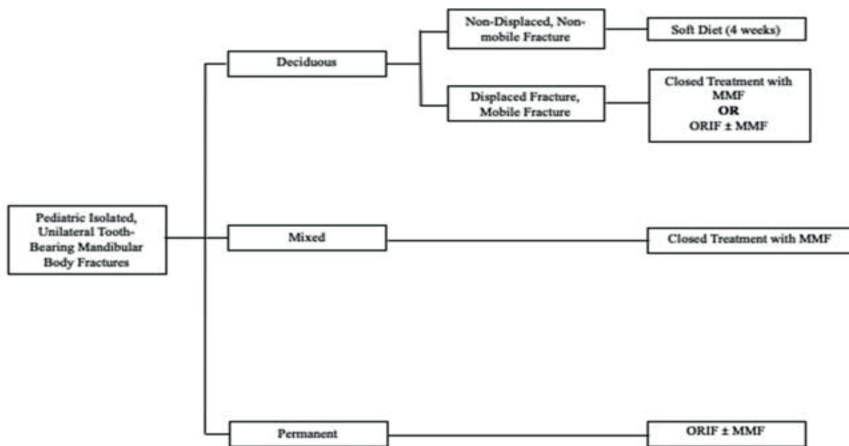 Non-Displaced, Non-
mobile Fracture
Soft Diet (4 weeks)
Deciduous
Displaced Fracture,
Mobile Fracture
Closed Treatment with
MMF
OR
ORIF ± MMF
Pediatric Isolated,
Unilateral Tooth-
Bearing Mandibular
Body Fractures
Mixed
Closed Treatment with MMF
Permanent
ORIF ± MMF